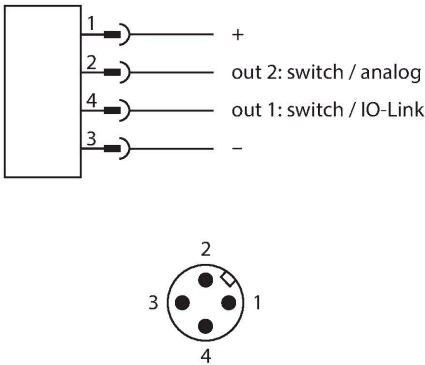 1 +
2 out 2: switch / analog
4 out 1: switch / IO-Link
3 –
2
3 1
4